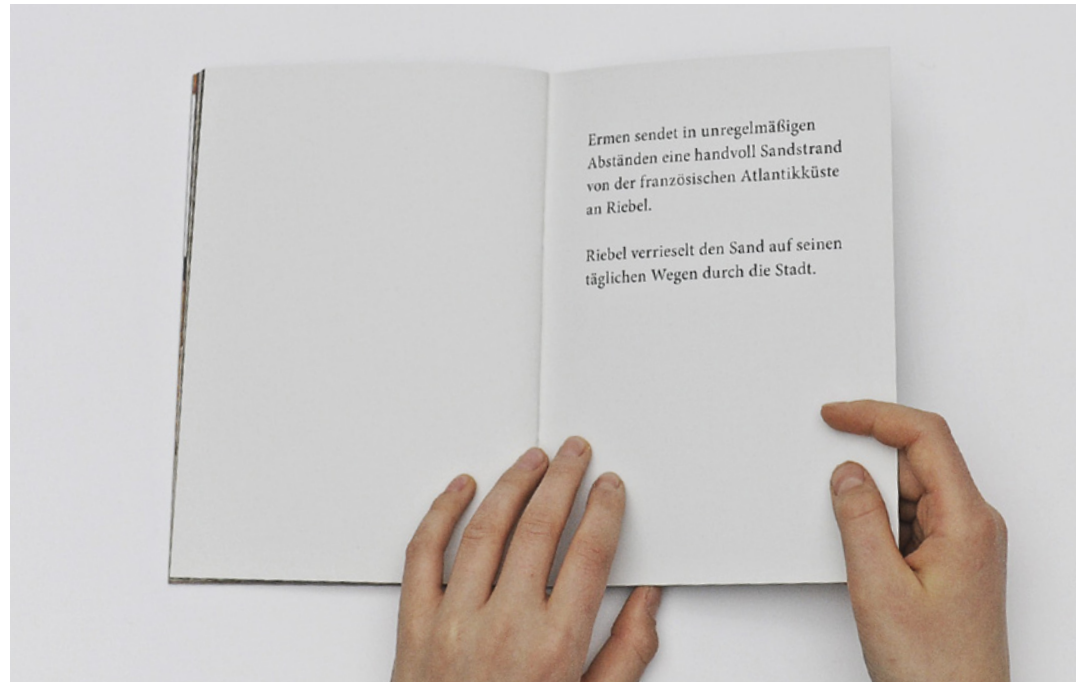 Ermen sendet in unregelmäßigen
Abständen eine handvoll Sandstrand
von der französischen Atlantikküste
an Riebel.
Riebel verrieselt den Sand auf seinen
täglichen Wegen durch die Stadt.